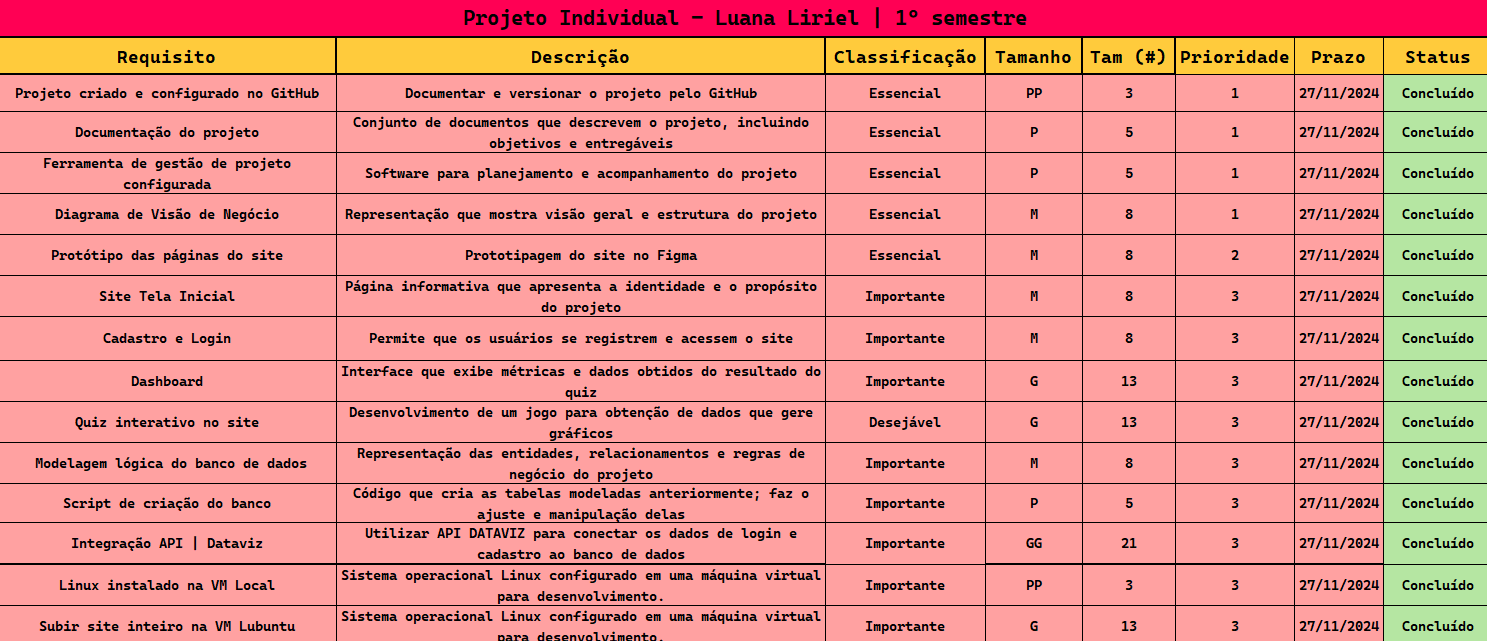 Projeto Individual - Luana Liriel | 1° semestre
Requisito Descrição Classificação Tamanho Tam (#) Prioridade Prazo Status
Projeto criado e configurado no GitHub Documentar e versionar o projeto pelo GitHub Essencial PP 3 1 27/11/2024 Concluído
Documentação do projeto Conjunto de documentos que descrevem o projeto, incluindo
objetivos e entregáveis Essencial P 5 1 27/11/2024 Concluído
Ferramenta de gestão de projeto
configurada Software para planejamento e acompanhamento do projeto Essencial P 5 1 27/11/2024 Concluído
Diagrama de Visão de Negócio Representação que mostra visão geral e estrutura do projeto Essencial M 8 1 27/11/2024 Concluído
Protótipo das páginas do site Prototipagem do site no Figma Essencial M 8 2 27/11/2024 Concluído
Site Tela Inicial Página informativa que apresenta a identidade e o propósito
do projeto Importante M 8 3 27/11/2024 Concluído
Cadastro e Login Permite que os usuários se registrem e acessem o site Importante M 8 3 27/11/2024 Concluído
Dashboard Interface que exibe métricas e dados obtidos do resultado do
quiz Importante G 13 3 27/11/2024 Concluído
Quiz interativo no site Desenvolvimento de um jogo para obtenção de dados que gere
gráficos Desejável G 13 3 27/11/2024 Concluído
Modelagem lógica do banco de dados Representação das entidades, relacionamentos e regras de
negócio do projeto Importante M 8 3 27/11/2024 Concluído
Script de criação do banco Código que cria as tabelas modeladas anteriormente; faz o
ajuste e manipulação delas Importante P 5 3 27/11/2024 Concluído
Integração API | Dataviz Utilizar API DATAVIZ para conectar os dados de login e
cadastro ao banco de dados Importante GG 21 3 27/11/2024 Concluído
Linux instalado na VM Local Sistema operacional Linux configurado em uma máquina virtual
para desenvolvimento. Importante PP 3 3 27/11/2024 Concluído
Subir site inteiro na VM Lubuntu Sistema operacional Linux configurado em uma máquina virtual
para desenvolvimento. Importante G 13 3 27/11/2024 Concluído